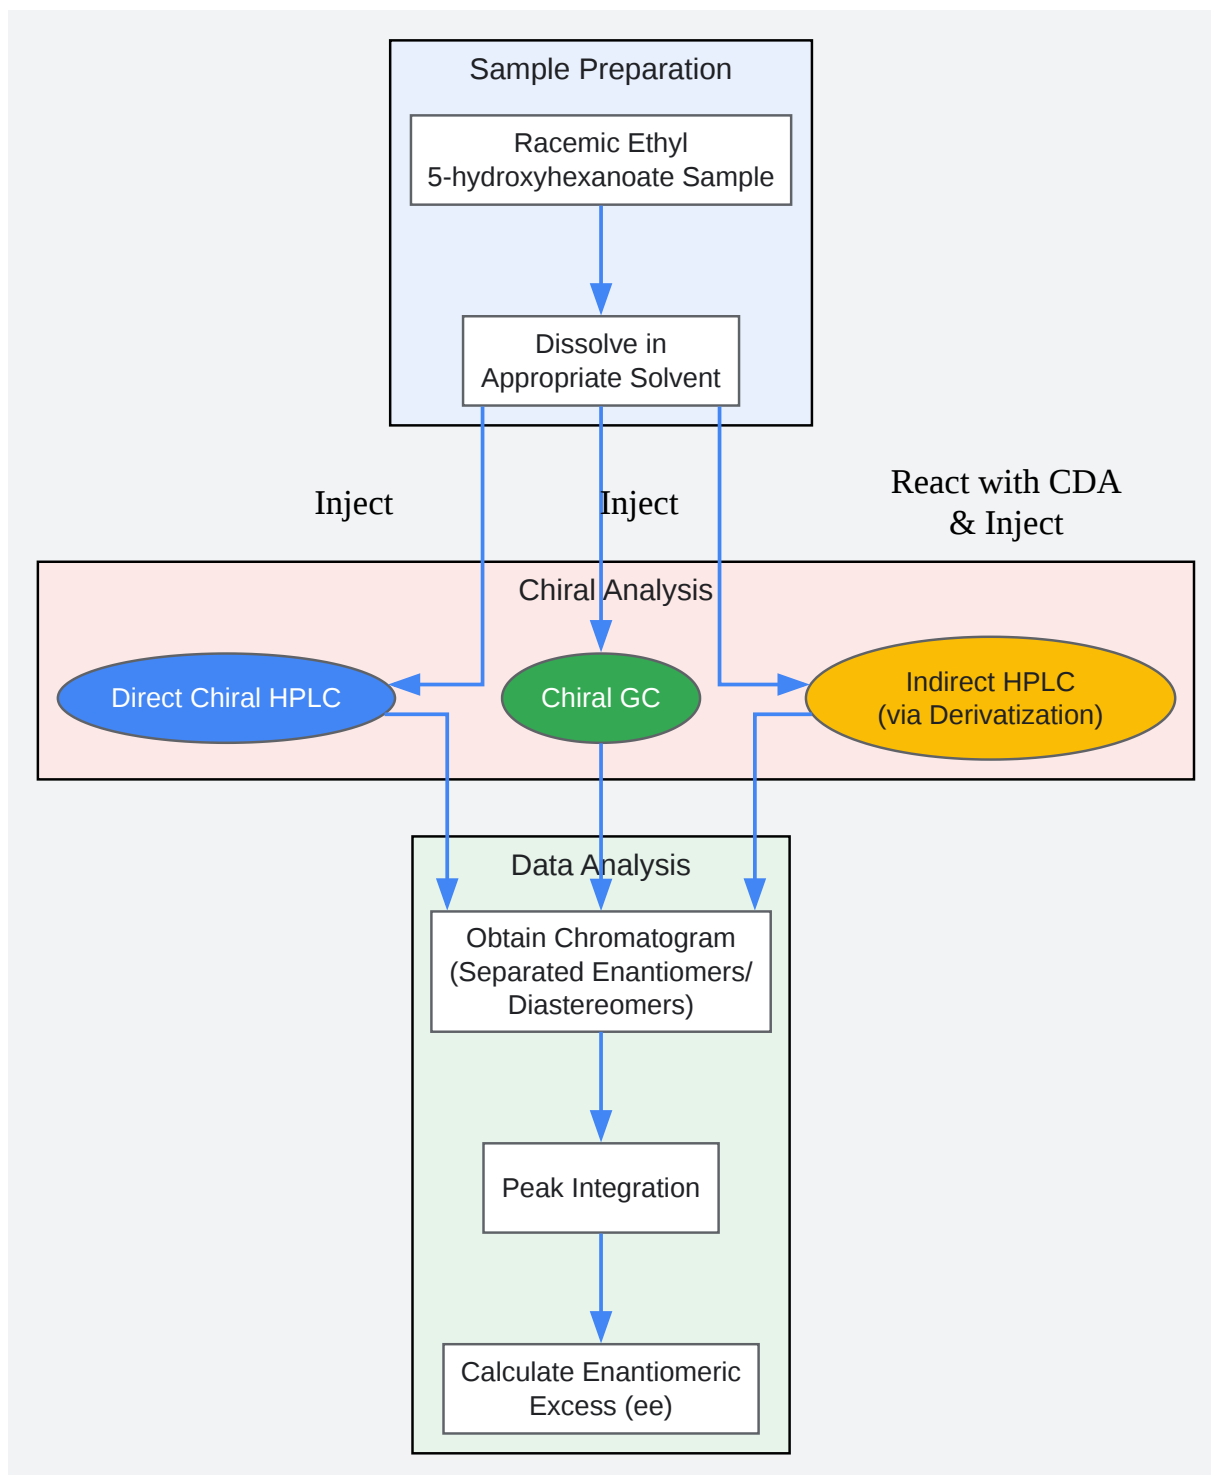 Sample Preparation
Racemic Ethyl
5-hydroxyhexanoate Sample
Dissolve in
Appropriate Solvent
Inject
Inject
React with CDA
& Inject
Chiral Analysis
Direct Chiral HPLC
Chiral GC
Indirect HPLC
(via Derivatization)
Data Analysis
Obtain Chromatogram
(Separated Enantiomers/
Diastereomers)
Peak Integration
Calculate Enantiomeric
Excess (ee)